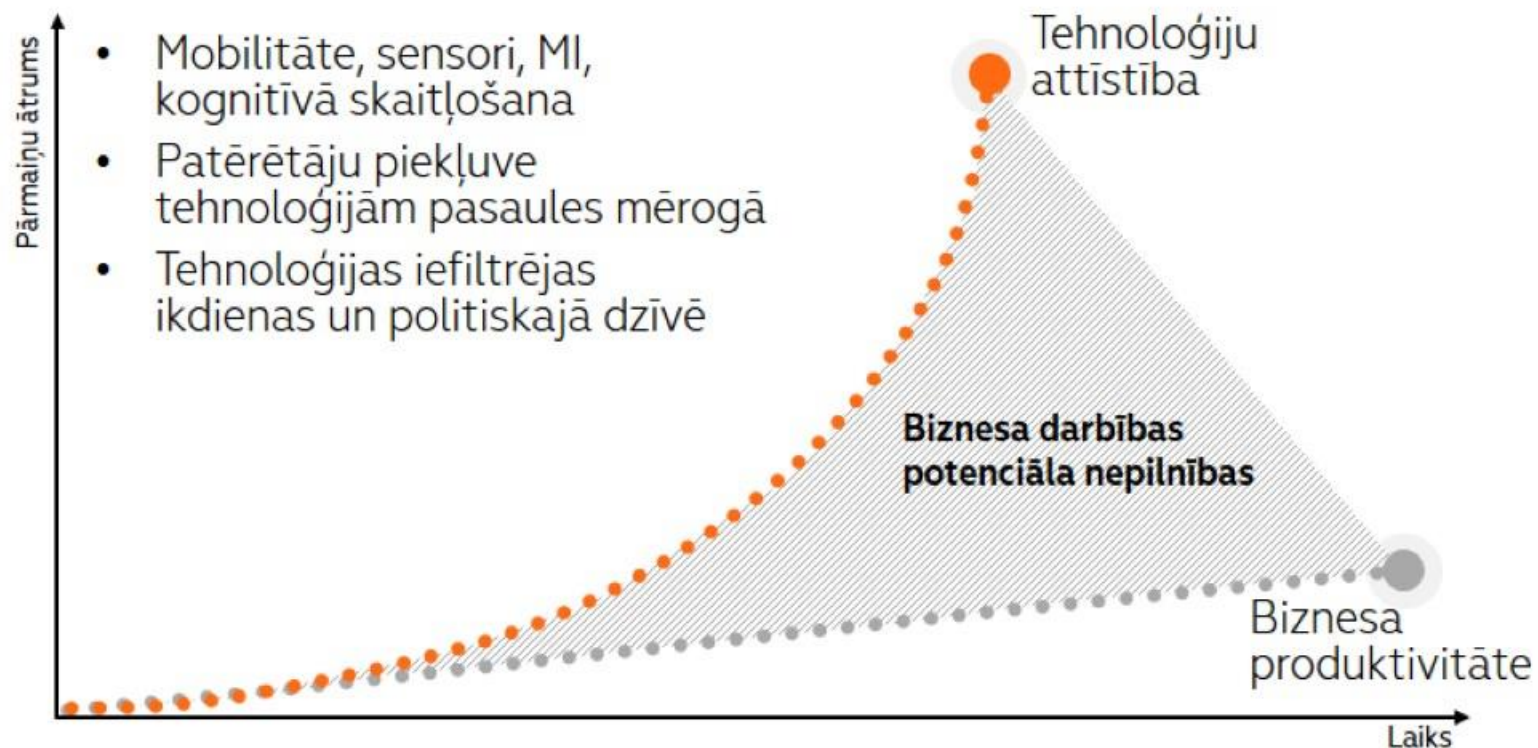 Pārmaiņu ātrums
• Mobilitāte, sensori, MI,
kognitīvā skaitļošana
• Patērētāju piekļuve
tehnoloģijām pasaules mērogā
• Tehnoloģijas iefiltrējas
ikdienas un politiskajā dzīvē
Tehnoloģiju
attīstība
Biznesa darbības
potenciāla nepilnības
Biznesa
produktivitāte
Laiks